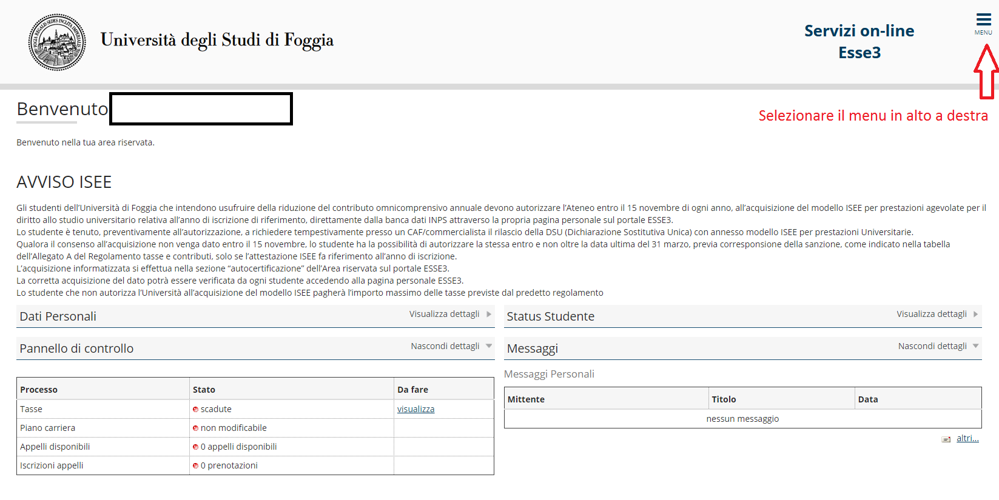 FOGIA REGALIS SEDES INCLITA IMPERIALIS
Università degli Studi di Foggia
Servizi on-line
Esse3
MENU
Selezionare il menu in alto a destra
Benvenuto
Benvenuto nella tua area riservata.
AVVISO ISEE
Gli studenti dell’Università di Foggia che intendono usufruire della riduzione del contributo omnicomprensivo annuale devono autorizzare l’Ateneo entro il 15 novembre di ogni anno, all’acquisizione del modello ISEE per prestazioni agevolate per il
diritto allo studio universitario relativa all’anno di iscrizione di riferimento, direttamente dalla banca dati INPS attraverso la propria pagina personale sul portale ESSE3.
Lo studente è tenuto, preventivamente all’autorizzazione, a richiedere tempestivamente presso un CAF/commercialista il rilascio della DSU (Dichiarazione Sostitutiva Unica) con annesso modello ISEE per prestazioni Universitarie.
Qualora il consenso all’acquisizione non venga dato entro il 15 novembre, lo studente ha la possibilità di autorizzare la stessa entro e non oltre la data ultima del 31 marzo, previa corresponsione della sanzione, come indicato nella tabella
dell’Allegato A del Regolamento tasse e contributi, solo se l’attestazione ISEE fa riferimento all’anno di iscrizione.
L’acquisizione informatizzata si effettua nella sezione “autocertificazione” dell’Area riservata sul portale ESSE3.
La corretta acquisizione del dato potrà essere verificata da ogni studente accedendo alla pagina personale ESSE3.
Lo studente che non autorizza l’Università all’acquisizione del modello ISEE pagherà l’importo massimo delle tasse previste dal predetto regolamento
Dati Personali Visualizza dettagli
Status Studente Visualizza dettagli
Pannello di controllo Nascondi dettagli
Messaggi Nascondi dettagli
Processo Stato Da fare
Tasse scadute visualizza
Piano carriera non modificabile
Appelli disponibili 0 appelli disponibili
Iscrizioni appelli 0 prenotazioni
Messaggi Personali
Mittente Titolo Data
nessun messaggio
altri...